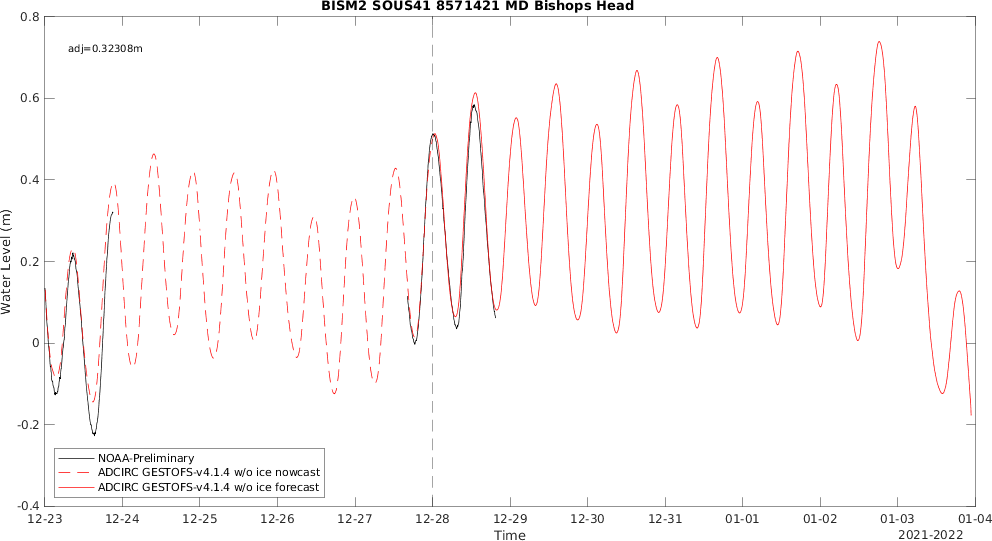 BISM2 SOUS41 8571421 MD Bishops Head
adj=0.32308m
0.8
0.6
0.4
0.2
0
-0.2
-0.4
Water Level (m)
NOAA-Preliminary
ADCIRC GESTOFS-v4.1.4 w/o ice nowcast
ADCIRC GESTOFS-v4.1.4 w/o ice forecast
12-23 12-24 12-25 12-26 12-27 12-28 12-29 12-30 12-31 01-01 01-02 01-03 01-04
Time
2021-2022